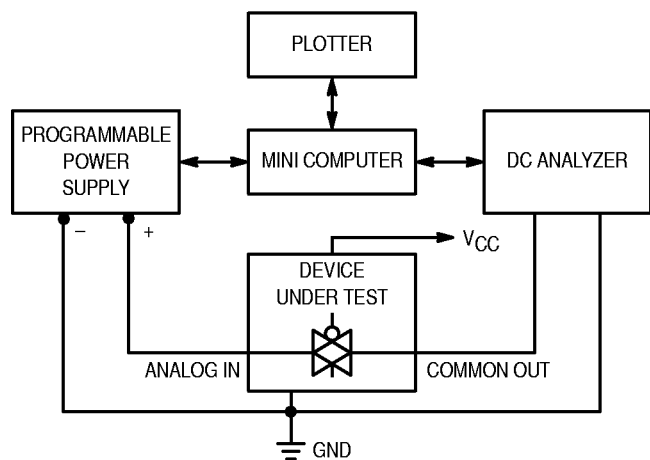 PLOTTER
PROGRAMMABLE
POWER
SUPPLY
MINI COMPUTER
DC ANALYZER
– +
VCC
DEVICE
UNDER TEST
ANALOG IN
COMMON OUT
GND